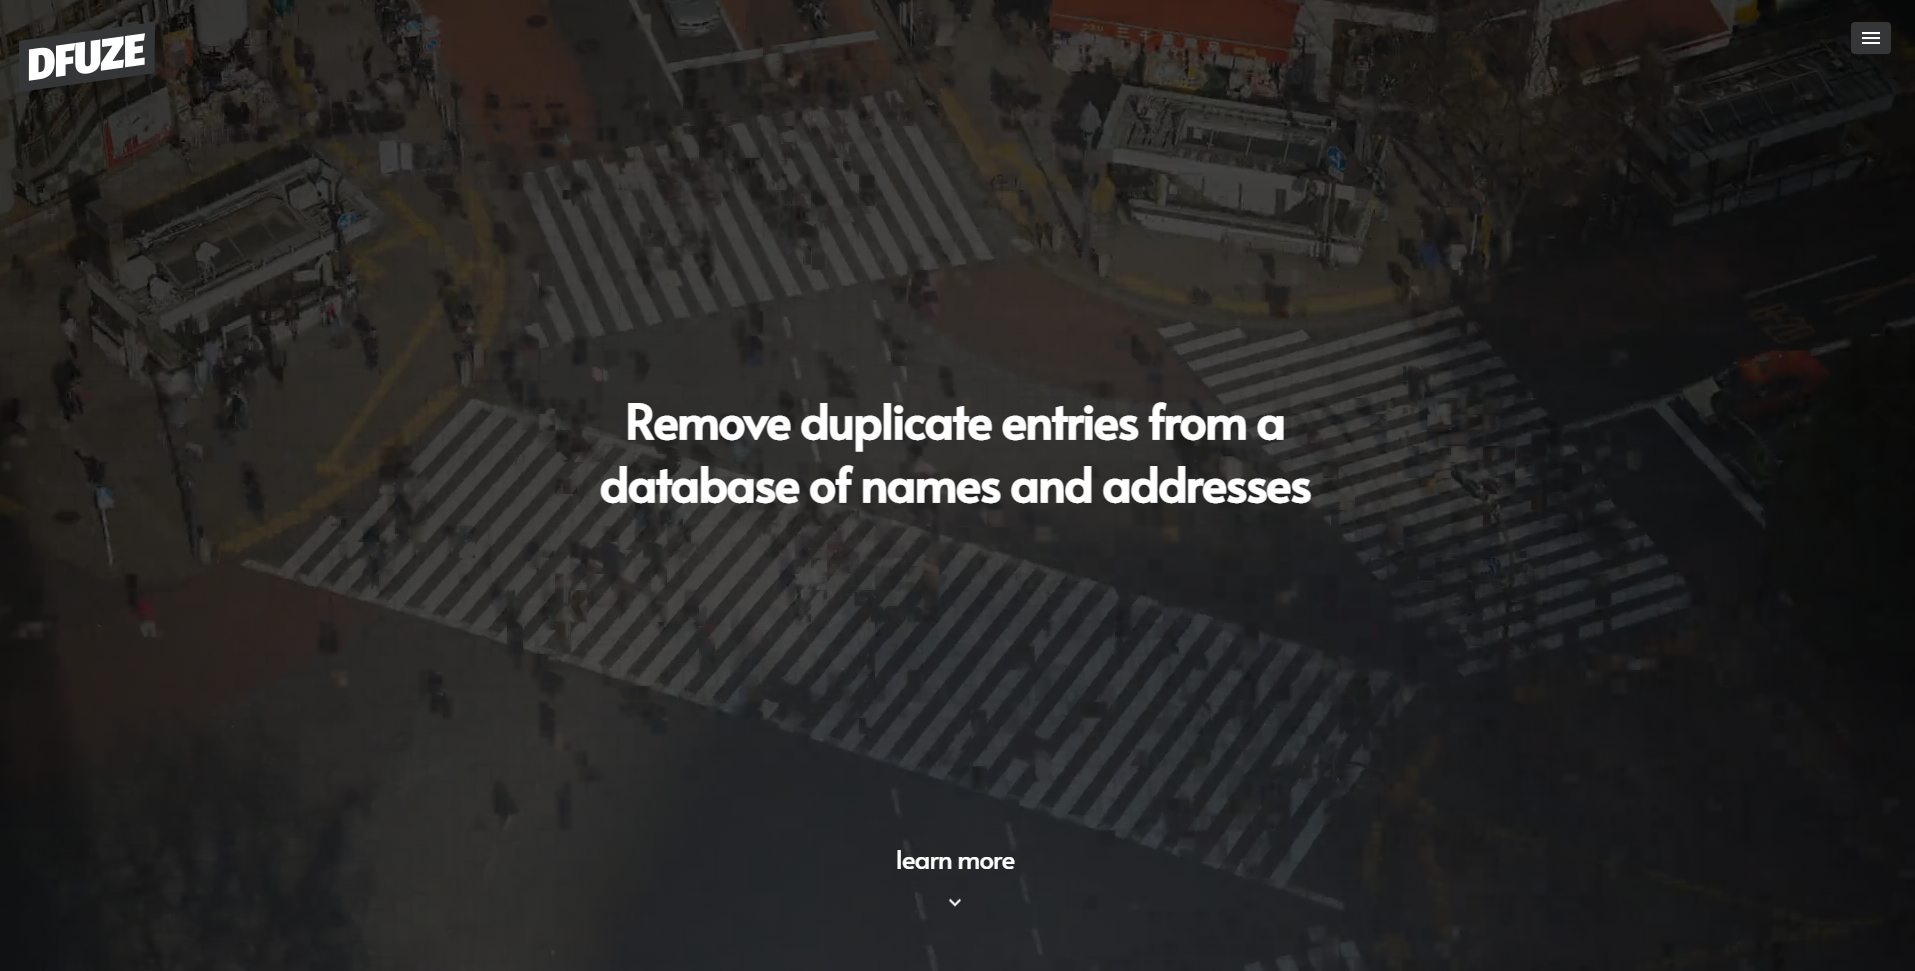 DFUZE
Remove duplicate entries from a
database of names and addresses
learn more